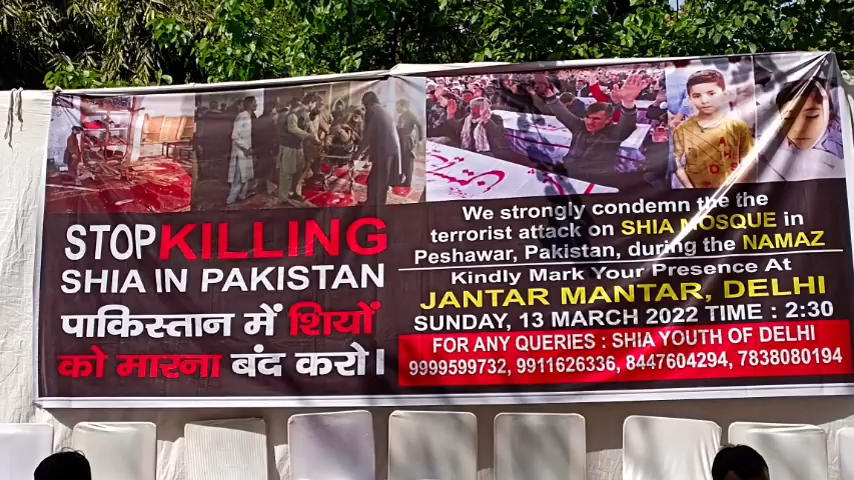 STOP KILLING
SHIA IN PAKISTAN
पाकिस्तान में शियों
को मारना बंद करो।
We strongly condemn the the
terrorist attack on SHIA MOSQUE in
Peshawar, Pakistan, during the NAMAZ
Kindly Mark Your Presence At
JANTAR MANTAR, DELHI
SUNDAY, 13 MARCH 2022 TIME : 2:30
FOR ANY QUERIES : SHIA YOUTH OF DELHI
9999599732, 9911626336, 8447604294, 7838080194